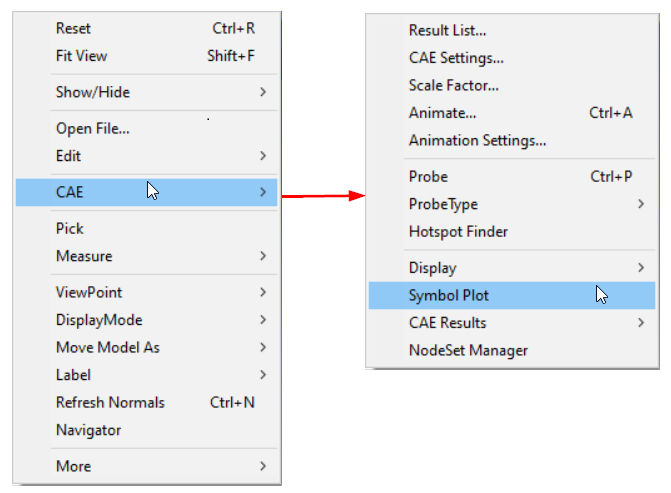 Reset Ctrl+R
Fit View Shift+F
Show/Hide
Open File...
Edit
CAE
Pick
Measure
ViewPoint
DisplayMode
Move Model As
Label
Refresh Normals Ctrl+N
Navigator
More
Result List...
CAE Settings...
Scale Factor...
Animate... Ctrl+A
Animation Settings...
Probe Ctrl+P
ProbeType
Hotspot Finder
Display
Symbol Plot
CAE Results
NodeSet Manager